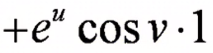 +e^u cos v · 1